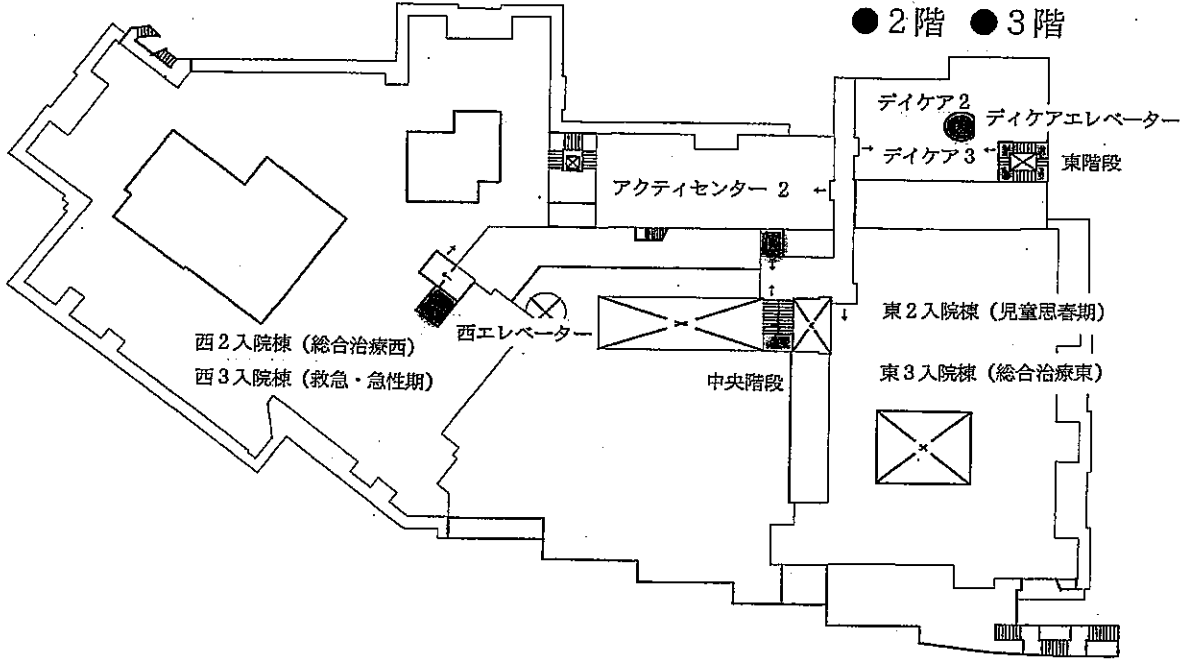 ●2階 ●3階
デイケア2
ディケアエレベーター
デイケア3
東階段
アクティセンター2
西エレベーター
東2入院棟(児童思春期)
西2入院棟(総合治療西)
西3入院棟(救急・急性期)
中央階段
東3入院棟(総合治療東)